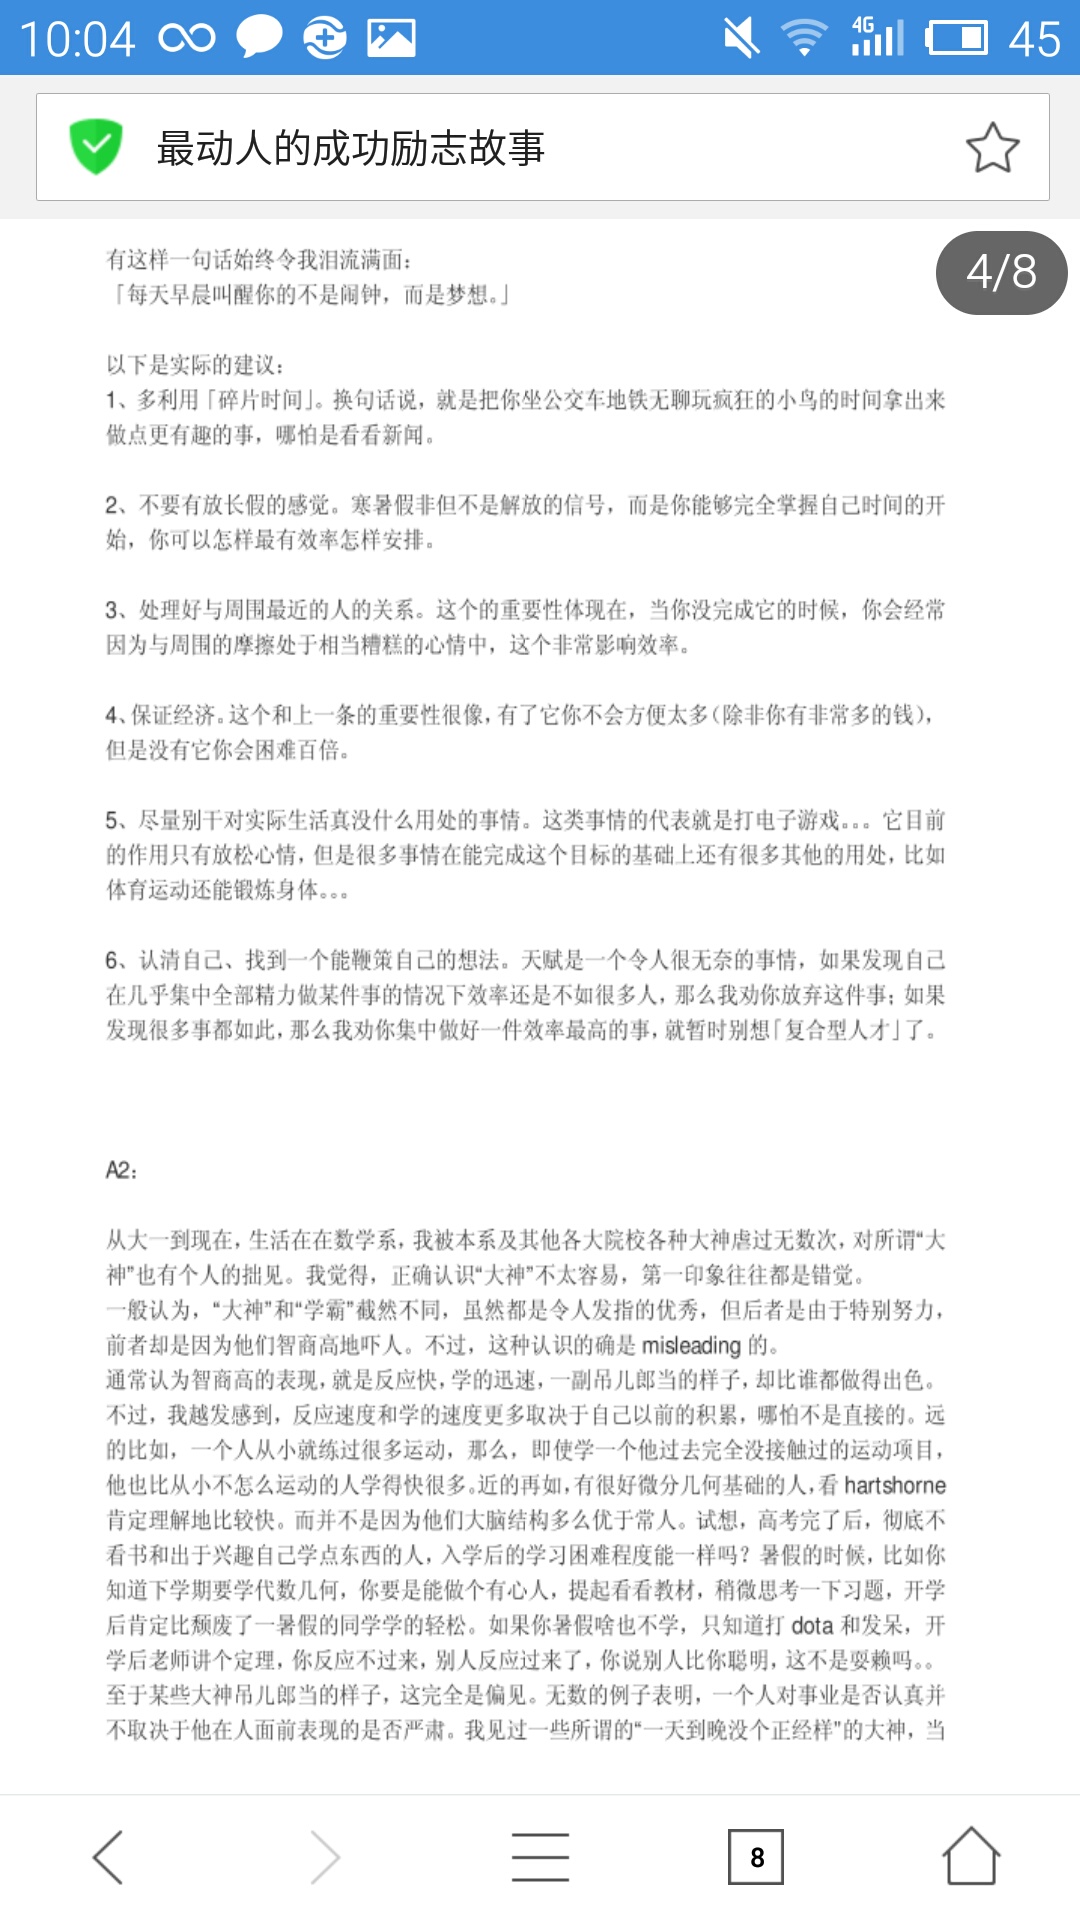 10:04
4G
45
最动人的成功励志故事
4/8
有这样一句话始终令我泪流满面：
「每天早晨叫醒你的不是闹钟，而是梦想。」
以下是实际的建议：
1、多利用「碎片时间」。换句话说，就是把你坐公交车地铁无聊玩疯狂的小鸟的时间拿出来
做点更有趣的事，哪怕是看看新闻。
2、不要有放长假的感觉。寒暑假非但不是解放的信号，而是你能够完全掌握自己时间的开
始，你可以怎样最有效率怎样安排。
3、处理好与周围最近的人的关系。这个的重要性体现在，当你没完成它的时候，你会经常
因为与周围的摩擦处于相当糟糕的心情中，这个非常影响效率。
4、保证经济。这个和上一条的重要性很像，有了它你不会方便太多（除非你有非常多的钱），
但是没有它你会困难百倍。
5、尽量别干对实际生活真没什么用处的事情。这类事情的代表就是打电子游戏。。。它目前
的作用只有放松心情，但是很多事情在能完成这个目标的基础上还有很多其他的用处，比如
体育运动还能锻炼身体。。。
6、认清自己、找到一个能鞭策自己的想法。天赋是一个令人很无奈的事情，如果发现自己
在几乎集中全部精力做某件事的情况下效率还是不如很多人，那么我劝你放弃这件事；如果
发现很多事都如此，那么我劝你集中做好一件效率最高的事，就暂时别想「复合型人才」了。
A2：
从大一到现在，生活在在数学系，我被本系及其他各大院校各种大神虐过无数次，对所谓“大
神”也有个人的拙见。我觉得，正确认识“大神”不太容易，第一印象往往都是错觉。
一般认为，“大神”和“学霸”截然不同，虽然都是令人发指的优秀，但后者是由于特别努力，
前者却是因为他们智商高地吓人。不过，这种认识的确是 misleading 的。
通常认为智商高的表现，就是反应快，学的迅速，一副吊儿郎当的样子，却比谁都做得出色。
不过，我越发感到，反应速度和学的速度更多取决于自己以前的积累，哪怕不是直接的。远
的比如，一个人从小就练过很多运动，那么，即使学一个他过去完全没接触过的运动项目，
他也比从小不怎么运动的人学得快很多。近的再如，有很好微分几何基础的人，看 hartshorne
肯定理解地比较快。而并不是因为他们大脑结构多么优于常人。试想，高考完了后，彻底不
看书和出于兴趣自己学点东西的人，入学后的学习困难程度能一样吗？暑假的时候，比如你
知道下学期要学代数几何，你要是能做个有心人，提起看看教材，稍微思考一下习题，开学
后肯定比颓废了一暑假的同学学的轻松。如果你暑假啥也不学，只知道打 dota 和发呆，开
学后老师讲个定理，你反应不过来，别人反应过来了，你说别人比你聪明，这不是耍赖吗。。
至于某些大神吊儿郎当的样子，这完全是偏见。无数的例子表明，一个人对事业是否认真并
不取决于他在人面前表现的是否严肃。我见过一些所谓的“一天到晚没个正经样”的大神，当
8